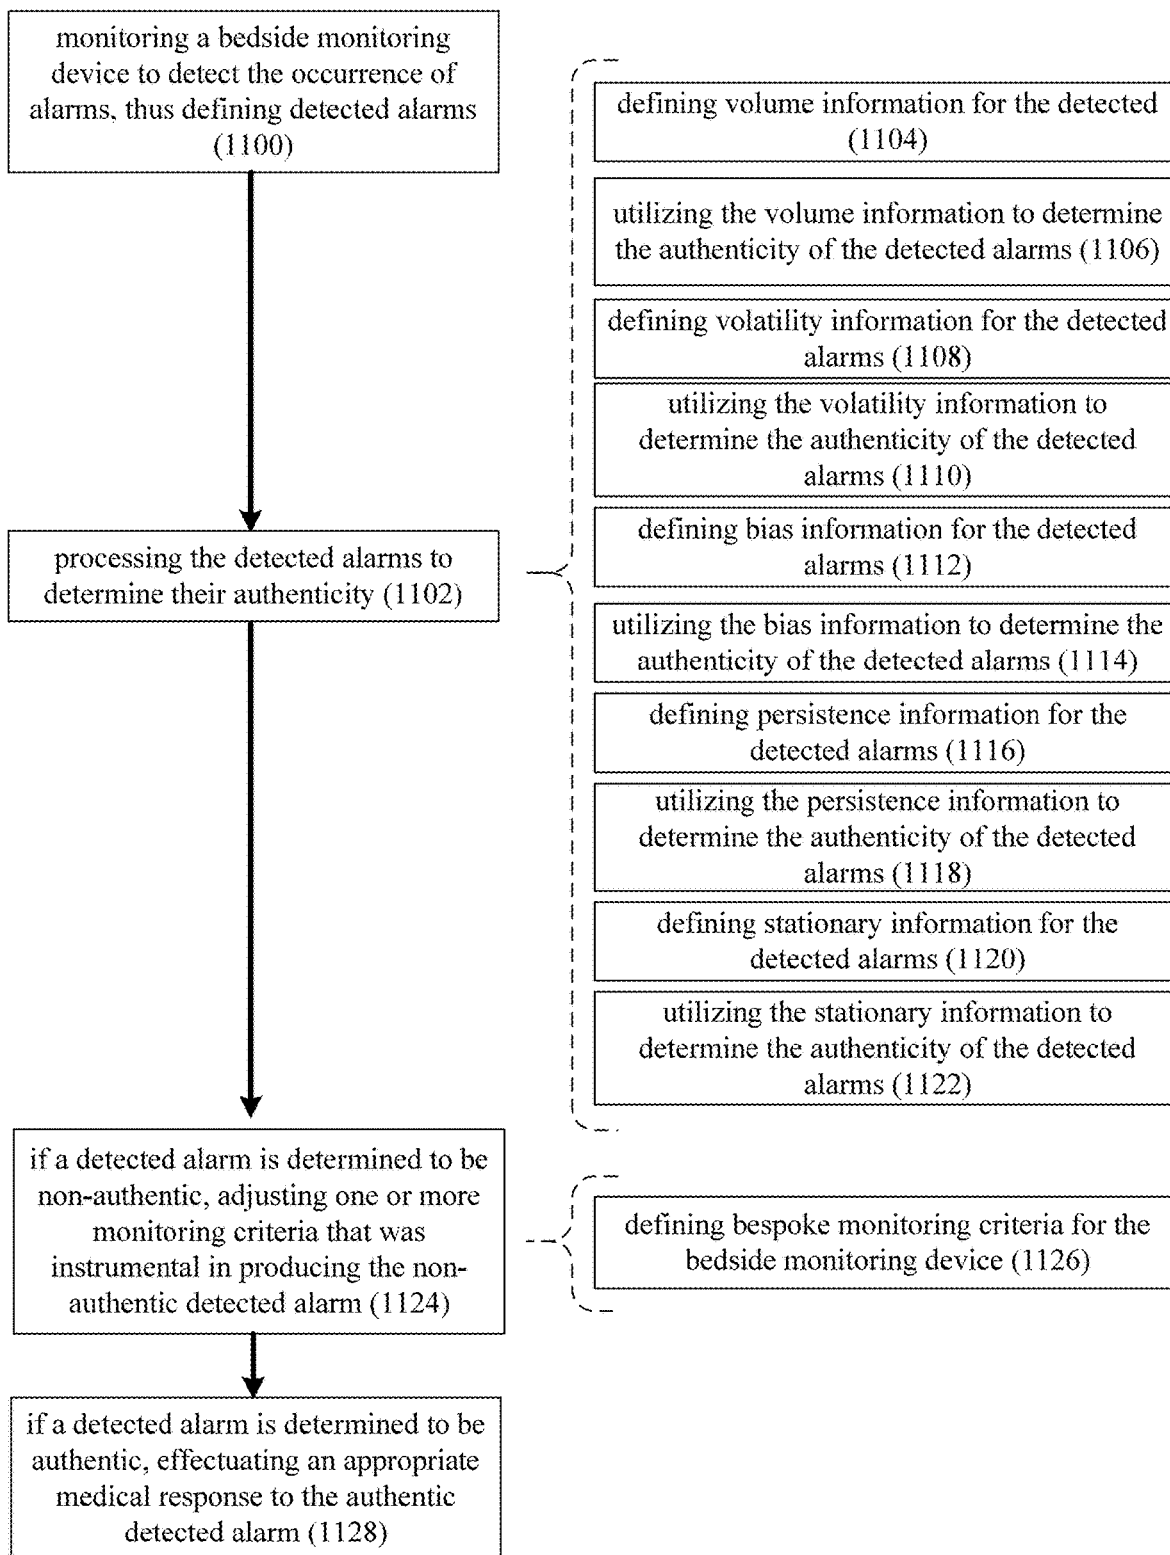 monitoring a bedside monitoring
device to detect the occurrence of
alarms, thus defining detected alarms
(1100)
processing the detected alarms to
determine their authenticity (1102)
defining volume information for the detected
(1104)
utilizing the volume information to determine
the authenticity of the detected alarms (1106)
defining volatility information for the detected
alarms (1108)
utilizing the volatility information to
determine the authenticity of the detected
alarms (1110)
defining bias information for the detected
alarms (1112)
utilizing the bias information to determine the
authenticity of the detected alarms (1114)
defining persistence information for the
detected alarms (1116)
utilizing the persistence information to
determine the authenticity of the detected
alarms (1118)
defining stationary information for the
detected alarms (1120)
utilizing the stationary information to
determine the authenticity of the detected
alarms (1122)
if a detected alarm is determined to be
non-authentic, adjusting one or more
monitoring criteria that was
instrumental in producing the non-
authentic detected alarm (1124)
defining bespoke monitoring criteria for the
bedside monitoring device (1126)
if a detected alarm is determined to be
authentic, effectuating an appropriate
medical response to the authentic
detected alarm (1128)